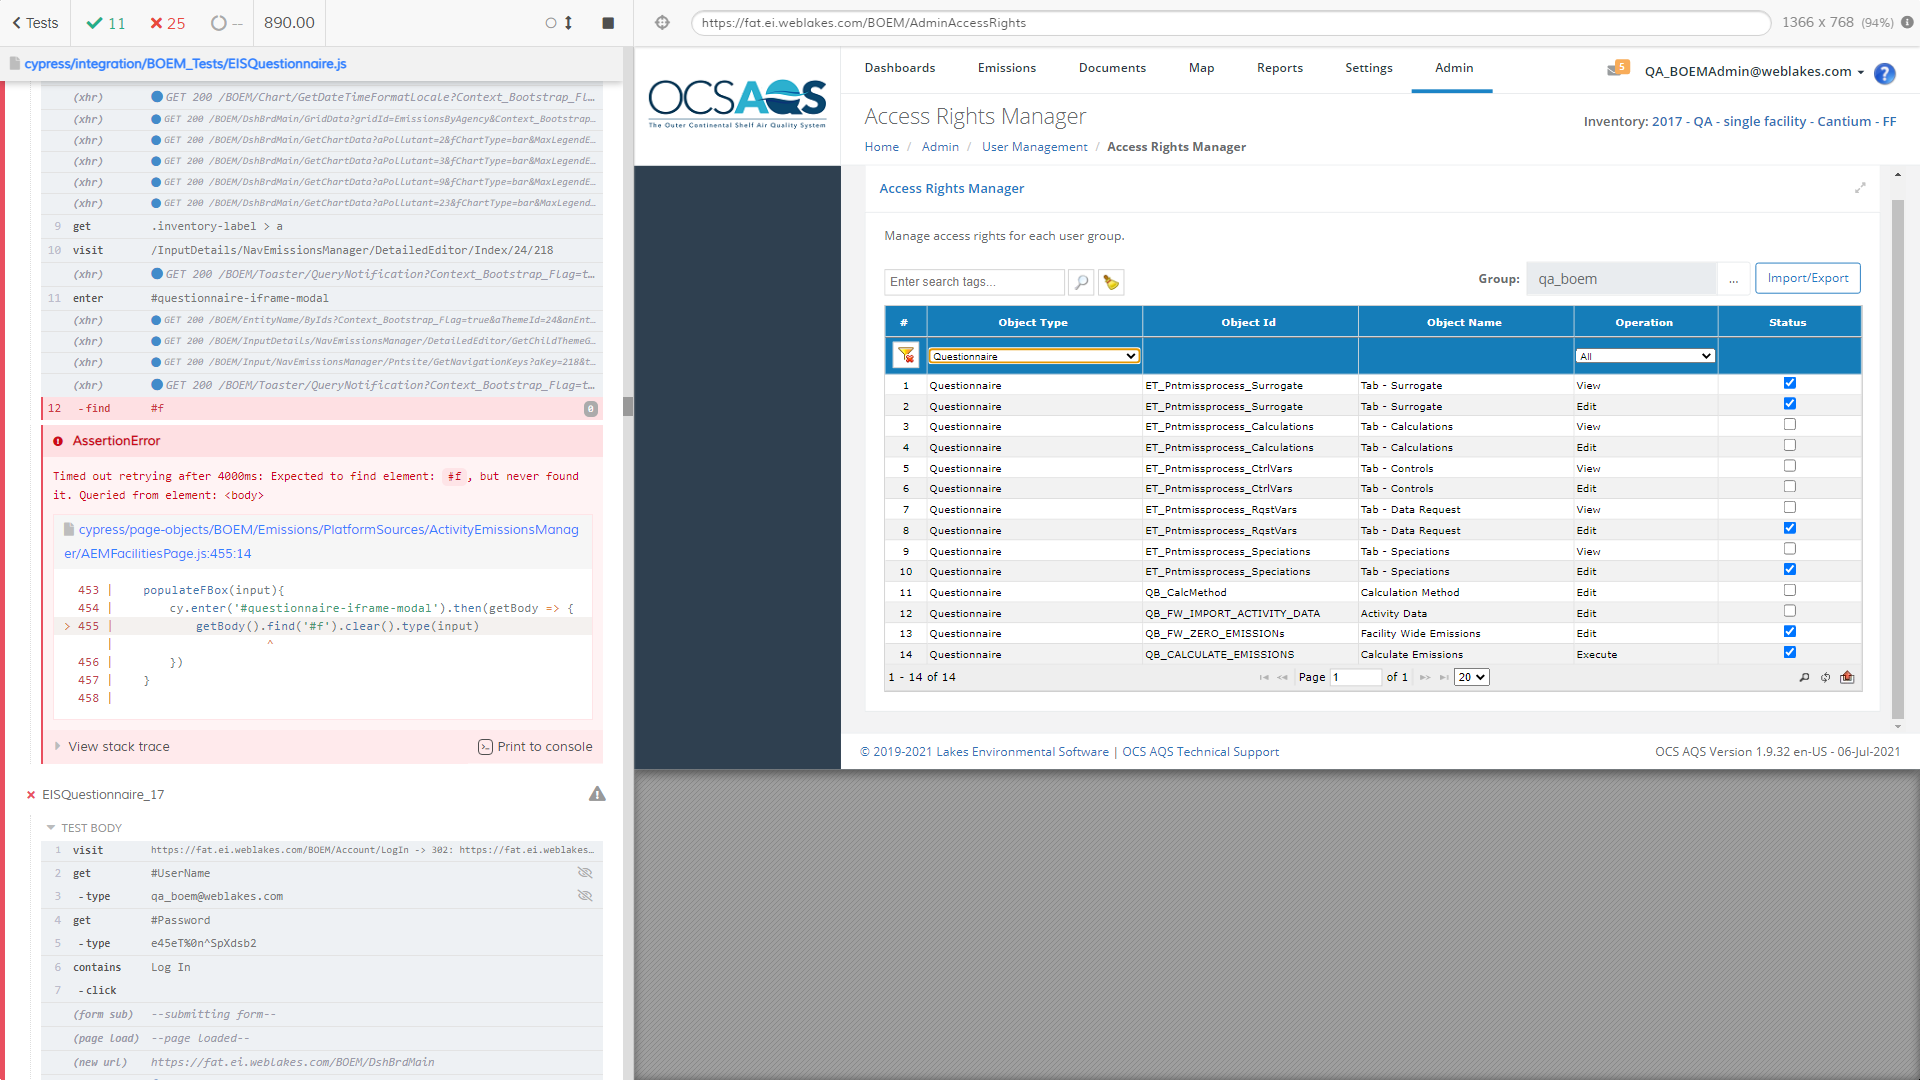 Tests
11
25
--
890.00
cypress/integration/BOEM_Tests/EISQuestionnaire.js
(xhr) GET 200 /BOEM/Chart/GetDateTimeFormatLocale?Context_Bootstrap_Fl...
(xhr) GET 200 /BOEM/DshBrdMain/GridData?gridId=EmissionsByAgency&Context_Bootstrap...
(xhr) GET 200 /BOEM/DshBrdMain/GetChartData?aPollutant=2&fChartType=bar&MaxLegendE...
(xhr) GET 200 /BOEM/DshBrdMain/GetChartData?aPollutant=3&fChartType=bar&MaxLegendE...
(xhr) GET 200 /BOEM/DshBrdMain/GetChartData?aPollutant=9&fChartType=bar&MaxLegendE...
(xhr) GET 200 /BOEM/DshBrdMain/GetChartData?aPollutant=23&fChartType=bar&MaxLegend...
9 get .inventory-label > a
10 visit /InputDetails/NavEmissionsManager/DetailedEditor/Index/24/218
(xhr) GET 200 /BOEM/Toaster/QueryNotification?Context_Bootstrap_Flag=t...
11 enter #questionnaire-iframe-modal
(xhr) GET 200 /BOEM/EntityName/ByIds?Context_Bootstrap_Flag=true&aThemeId=24&anEnt...
(xhr) GET 200 /BOEM/InputDetails/NavEmissionsManager/DetailedEditor/GetChildThemeG...
(xhr) GET 200 /BOEM/Input/NavEmissionsManager/Pntsite/GetNavigationKeys?aKey=218&t...
(xhr) GET 200 /BOEM/Toaster/QueryNotification?Context_Bootstrap_Flag=t...
12 -find #f 0
AssertionError
Timed out retrying after 4000ms: Expected to find element: #f, but never found
it. Queried from element: <body>
cypress/page-objects/BOEM/Emissions/PlatformSources/ActivityEmissionsManag
er/AEMFacilitiesPage.js:455:14
453 | populateFBox(input){
454 | cy.enter('#questionnaire-iframe-modal').then(getBody => {
> 455 | getBody().find('#f').clear().type(input)
| ^
456 | })
457 | }
458 |
View stack trace
Print to console
EISQuestionnaire_17
TEST BODY
1 visit https://fat.ei.weblakes.com/BOEM/Account/LogIn -> 302: https://fat.ei.weblakes...
2 get #UserName
3 -type qa_boem@weblakes.com
4 get #Password
5 -type e45eT%0n^SpXdsb2
6 contains Log In
7 -click
(form sub) --submitting form--
(page load) --page loaded--
(new url) https://fat.ei.weblakes.com/BOEM/DshBrdMain
https://fat.ei.weblakes.com/BOEM/AdminAccessRights
1366 x 768 (94%)
OCSAQS
The Outer Continental Shelf Air Quality System
Dashboards Emissions Documents Map Reports Settings Admin
5
QA_BOEMAdmin@weblakes.com
?
Access Rights Manager
Inventory: 2017 - QA - single facility - Cantium - FF
Home / Admin / User Management / Access Rights Manager
Access Rights Manager
Manage access rights for each user group.
Enter search tags...
Group: qa_boem ... Import/Export
# Object Type Object Id Object Name Operation Status
Questionnaire All
1 Questionnaire ET_Pntmissprocess_Surrogate Tab - Surrogate View
2 Questionnaire ET_Pntmissprocess_Surrogate Tab - Surrogate Edit
3 Questionnaire ET_Pntmissprocess_Calculations Tab - Calculations View
4 Questionnaire ET_Pntmissprocess_Calculations Tab - Calculations Edit
5 Questionnaire ET_Pntmissprocess_CtrlVars Tab - Controls View
6 Questionnaire ET_Pntmissprocess_CtrlVars Tab - Controls Edit
7 Questionnaire ET_Pntmissprocess_RqstVars Tab - Data Request View
8 Questionnaire ET_Pntmissprocess_RqstVars Tab - Data Request Edit
9 Questionnaire ET_Pntmissprocess_Speciations Tab - Speciations View
10 Questionnaire ET_Pntmissprocess_Speciations Tab - Speciations Edit
11 Questionnaire QB_CalcMethod Calculation Method Edit
12 Questionnaire QB_FW_IMPORT_ACTIVITY_DATA Activity Data Edit
13 Questionnaire QB_FW_ZERO_EMISSIONs Facility Wide Emissions Edit
14 Questionnaire QB_CALCULATE_EMISSIONS Calculate Emissions Execute
1 - 14 of 14
Page 1 of 1
20
© 2019-2021 Lakes Environmental Software | OCS AQS Technical Support
OCS AQS Version 1.9.32 en-US - 06-Jul-2021